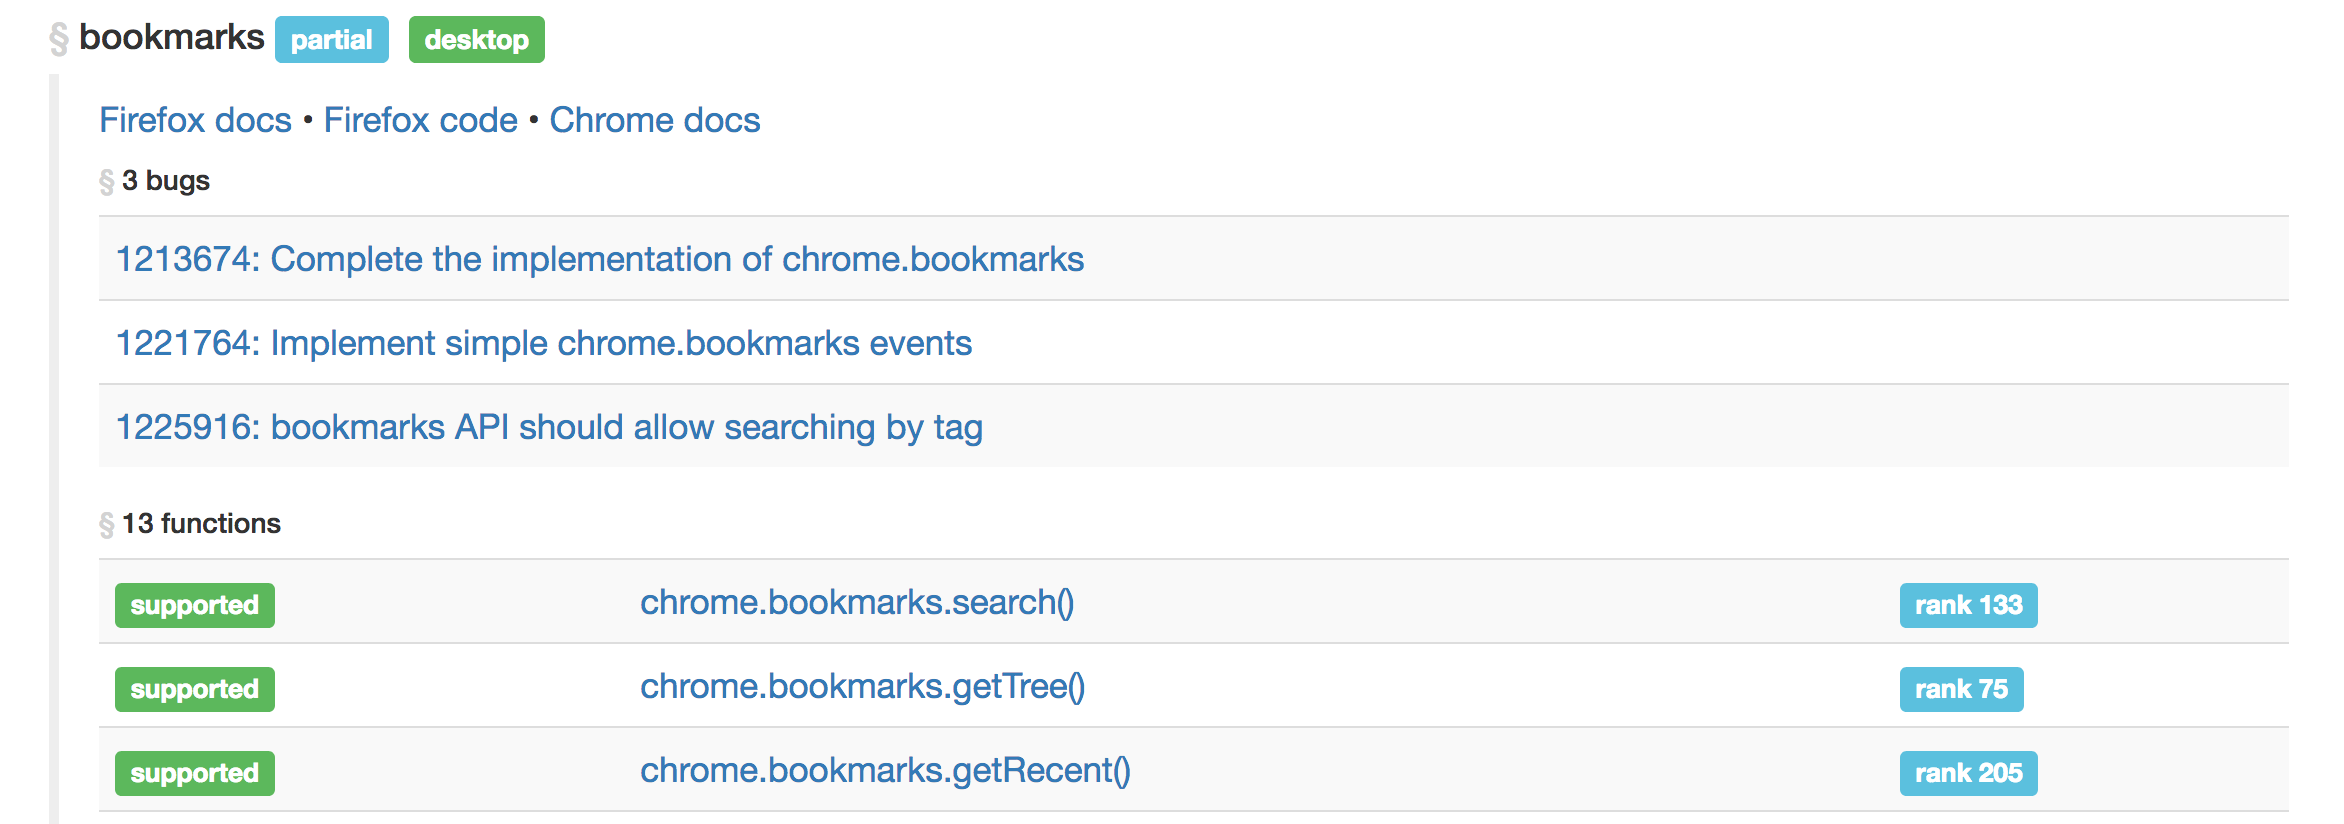 § bookmarks partial desktop
Firefox docs • Firefox code • Chrome docs
§ 3 bugs
1213674: Complete the implementation of chrome.bookmarks
1221764: Implement simple chrome.bookmarks events
1225916: bookmarks API should allow searching by tag
§ 13 functions
supported chrome.bookmarks.search() rank 133
supported chrome.bookmarks.getTree() rank 75
supported chrome.bookmarks.getRecent() rank 205